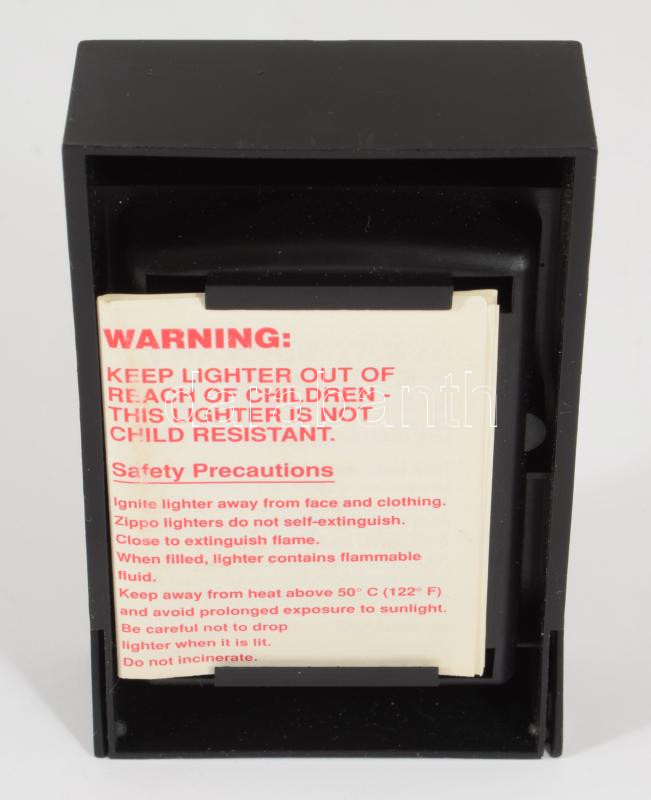 WARNING:
KEEP LIGHTER OUT OF
REACH OF CHILDREN -
THIS LIGHTER IS NOT
CHILD RESISTANT.
Safety Precautions
Ignite lighter away from face and clothing.
Zippo lighters do not self-extinguish.
Close to extinguish flame.
When filled, lighter contains flammable
fluid.
Keep away from heat above 50° C (122° F)
and avoid prolonged exposure to sunlight.
Be careful not to drop
lighter when it is lit.
Do not incinerate.
darabanth